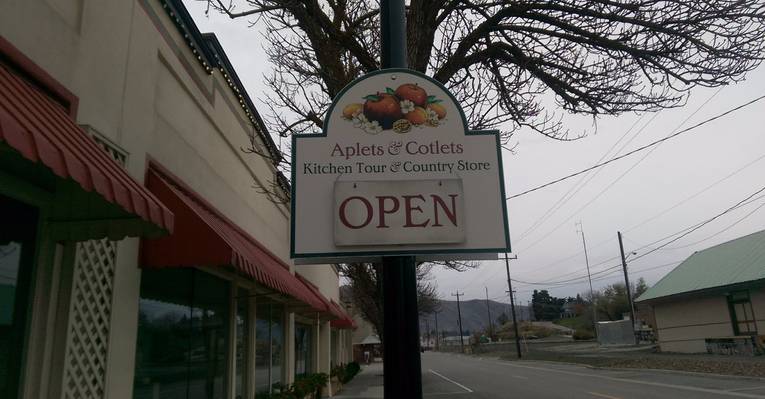 Aplets & Cotlets
Kitchen Tour & Country Store
OPEN